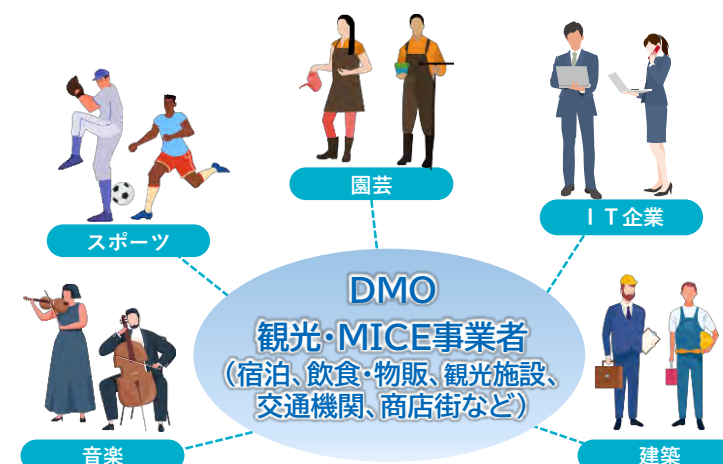 園芸
ＩＴ企業
スポーツ
DMO
観光・MICE事業者
（宿泊、飲食・物販、観光施設、
交通機関、商店街など）
音楽
建築